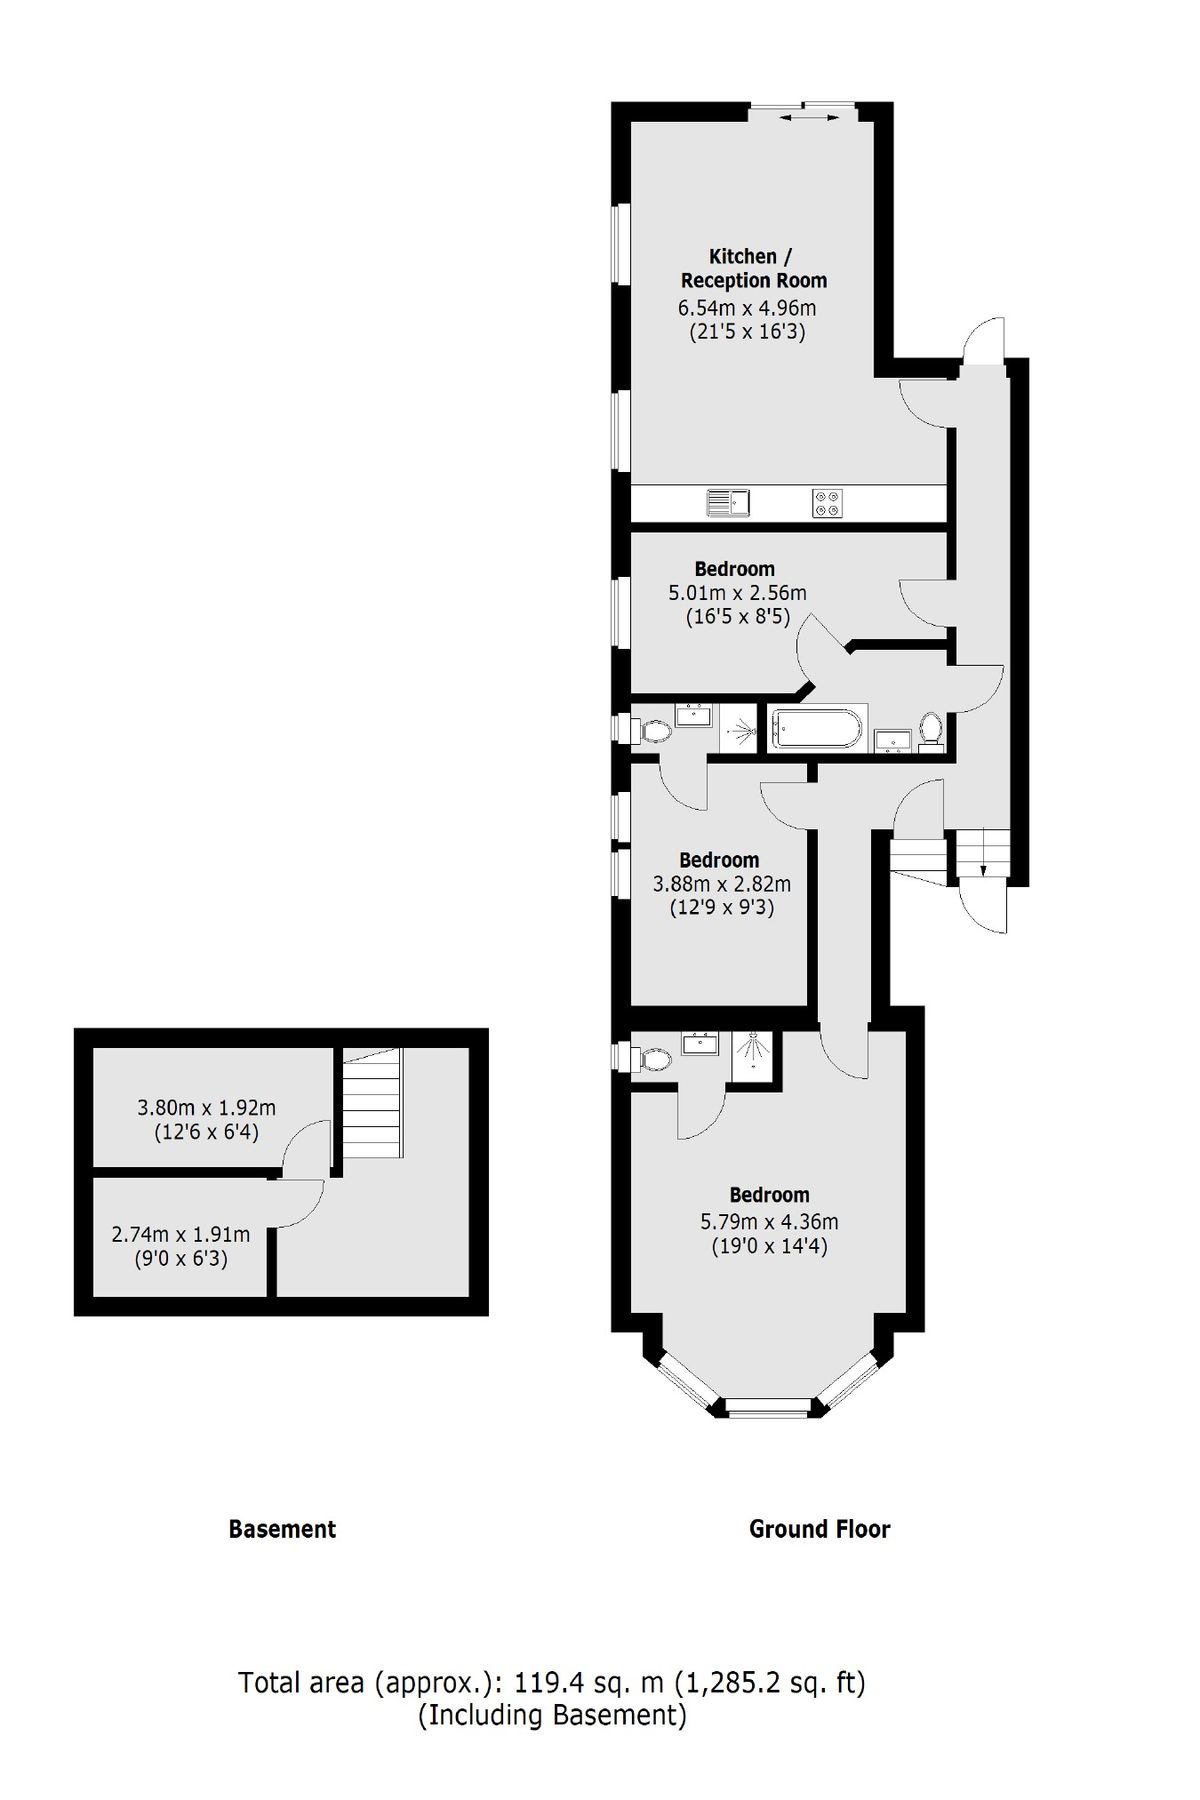 Kitchen /
Reception Room
6.54m x 4.96m
(21'5 x 16'3)
Bedroom
5.01m x 2.56m
(16'5 x 8'5)
Bedroom
3.88m x 2.82m
(12'9 x 9'3)
3.80m x 1.92m
(12'6 x 6'4)
2.74m x 1.91m
(9'0 x 6'3)
Bedroom
5.79m x 4.36m
(19'0 x 14'4)
Basement
Ground Floor
Total area (approx.): 119.4 sq. m (1,285.2 sq. ft)
(Including Basement)